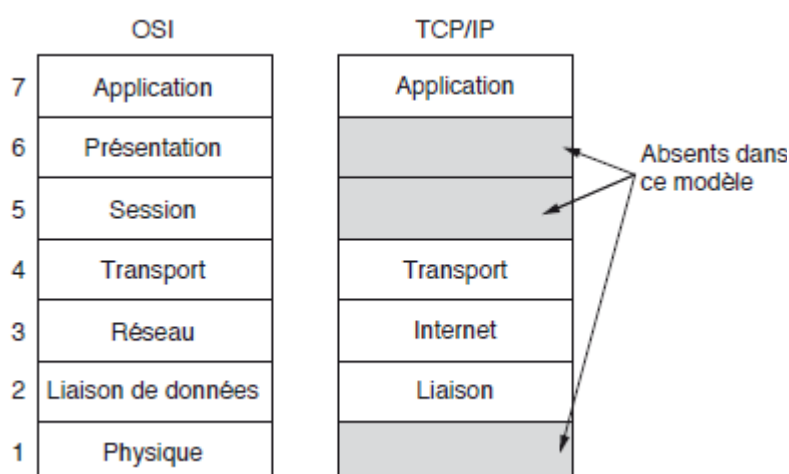 OSI TCP/IP
7 Application Application
6 Présentation
Absents dans
ce modèle
5 Session
4 Transport Transport
3 Réseau Internet
2 Liaison de données Liaison
1 Physique